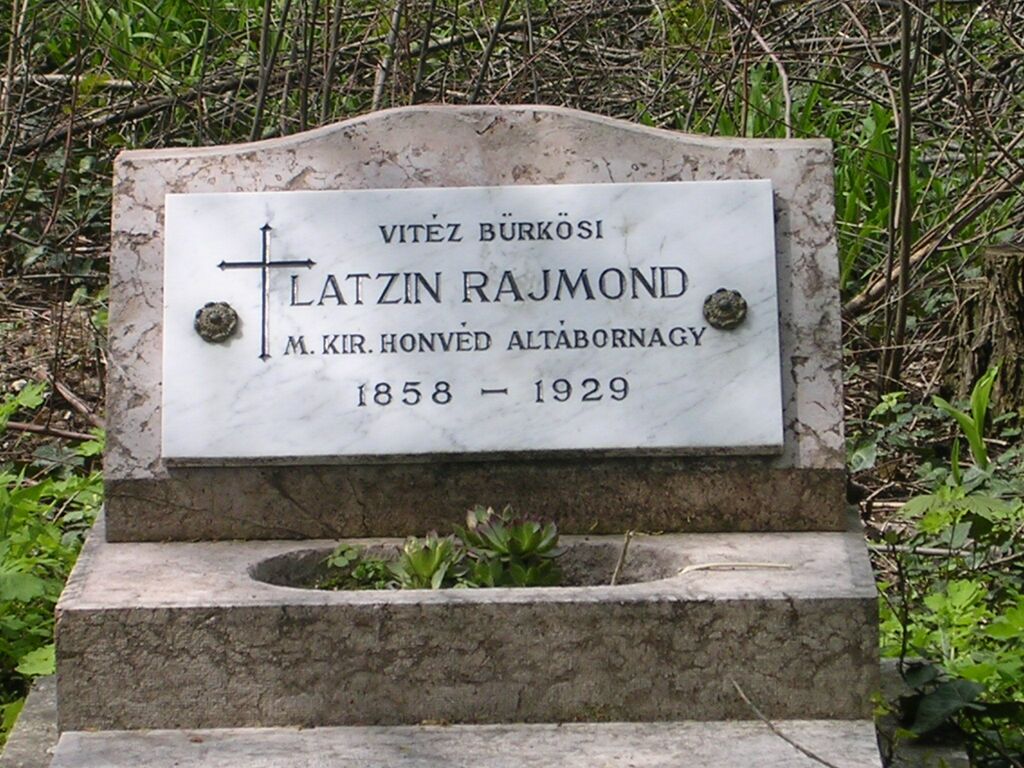 VITÉZ BÜRKÖSI
LATZIN RAJMOND
M. KIR. HONVÉD ALTÁBORNAGY
1858 – 1929